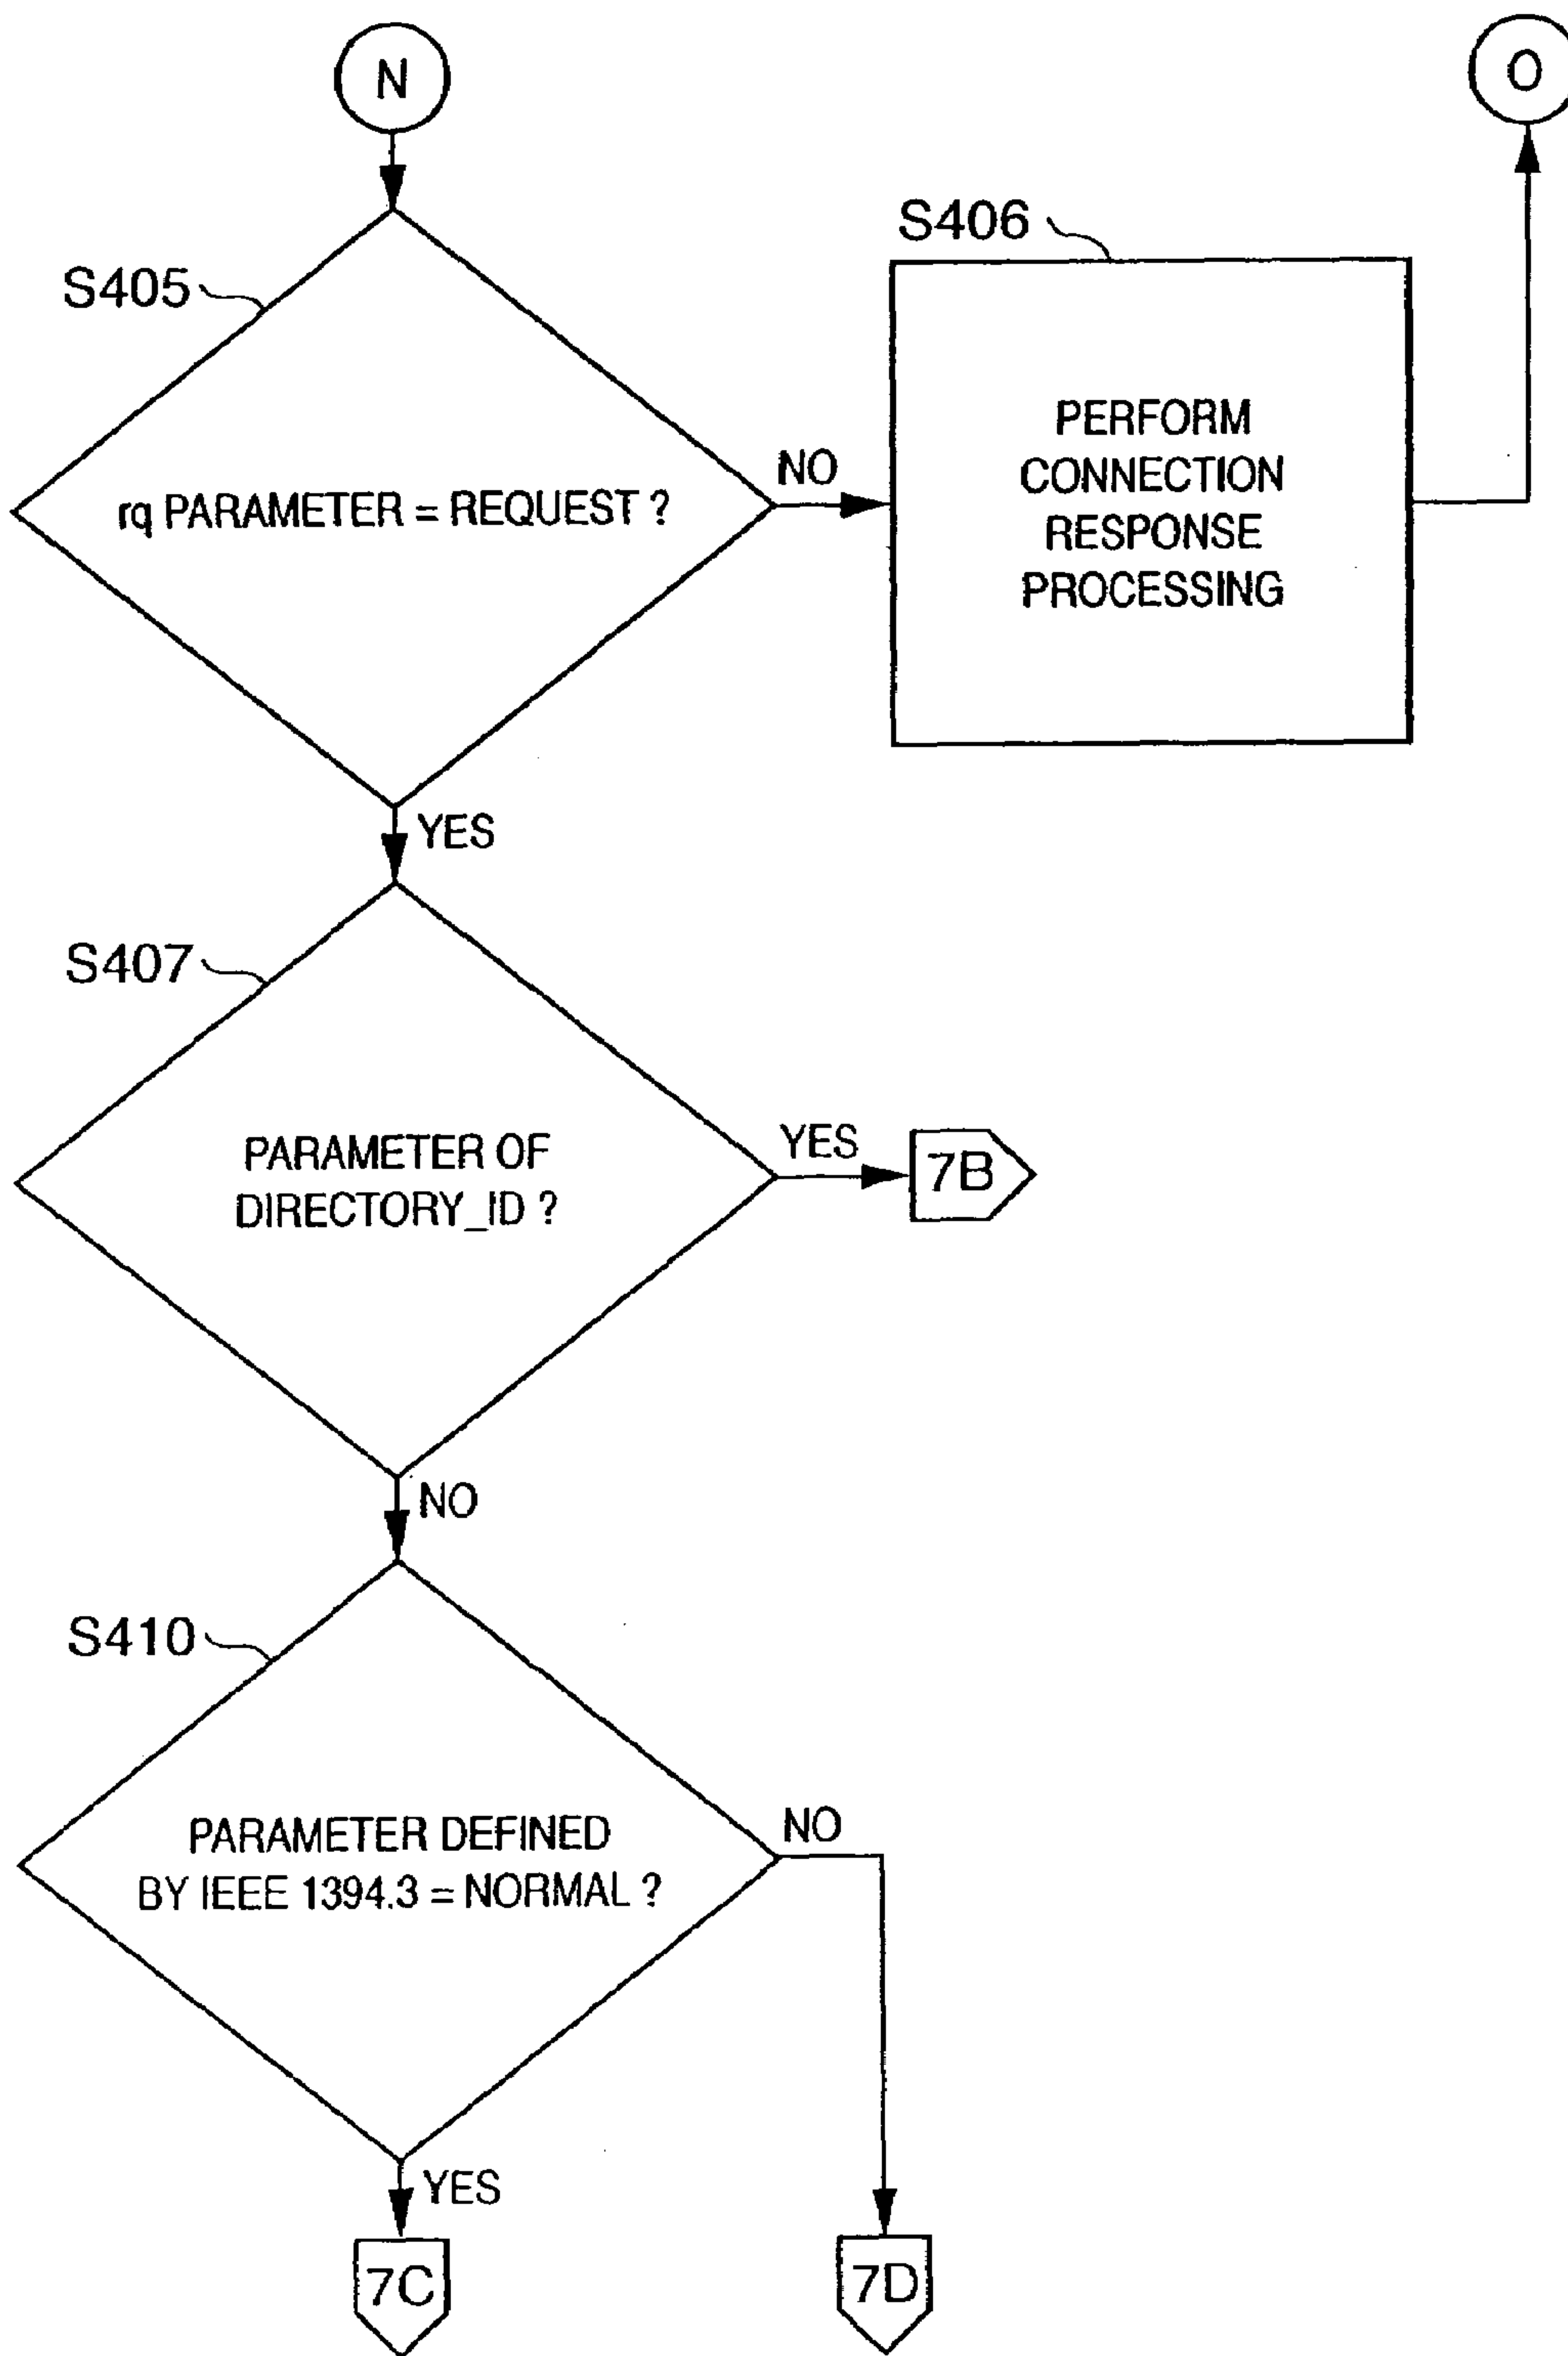 N
O
S405
S406
rq PARAMETER = REQUEST ?
NO
PERFORM
CONNECTION
RESPONSE
PROCESSING
YES
S407
PARAMETER OF
DIRECTORY_ID ?
YES
7B
NO
S410
PARAMETER DEFINED
BY IEEE 1394.3 = NORMAL ?
NO
YES
7C
7D